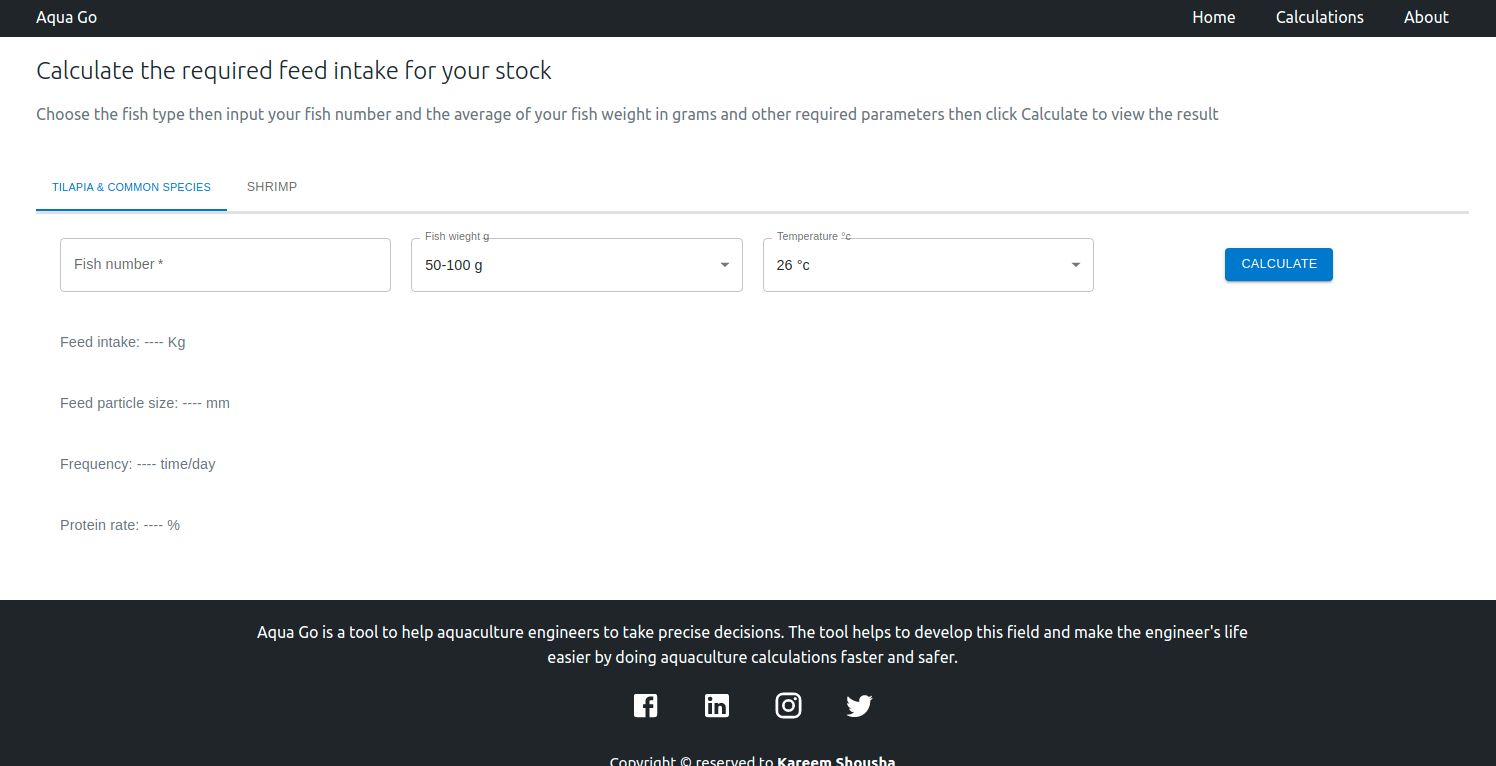 Aqua Go Home Calculations About
Calculate the required feed intake for your stock
Choose the fish type then input your fish number and the average of your fish weight in grams and other required parameters then click Calculate to view the result
TILAPIA & COMMON SPECIES SHRIMP
Fish number * 
Fish wieght g
50-100 g
Temperature °c
26 °c
CALCULATE
Feed intake: ---- Kg
Feed particle size: ---- mm
Frequency: ---- time/day
Protein rate: ---- %
Aqua Go is a tool to help aquaculture engineers to take precise decisions. The tool helps to develop this field and make the engineer's life
easier by doing aquaculture calculations faster and safer.
Copyright © reserved to Kareem Shousha